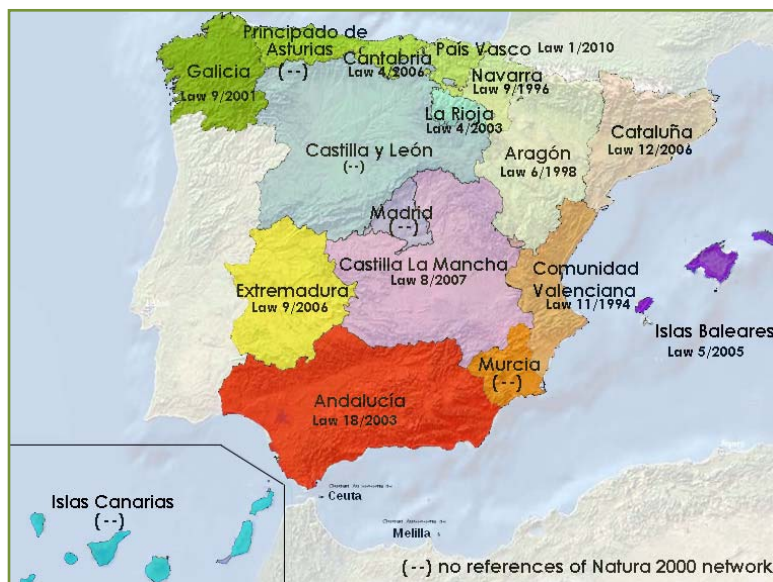 Principado de
Asturias
(--)
Cantabria
Law 4/2006
País Vasco Law 1/2010
Galicia
Law 9/2001
Navarra
Law 9/1996
La Rioja
Law 4/2003
Cataluña
Law 12/2006
Castilla y León
(--)
Aragón
Law 6/1998
Madrid
(--)
Castilla La Mancha
Law 8/2007
Comunidad
Valenciana
Law 11/1994
Extremadura
Law 9/2006
Islas Baleares
Law 5/2005
Murcia
(--)
Andalucía
Law 18/2003
Islas Canarias
(--)
Ceuta
Melilla
(--) no references of Natura 2000 network